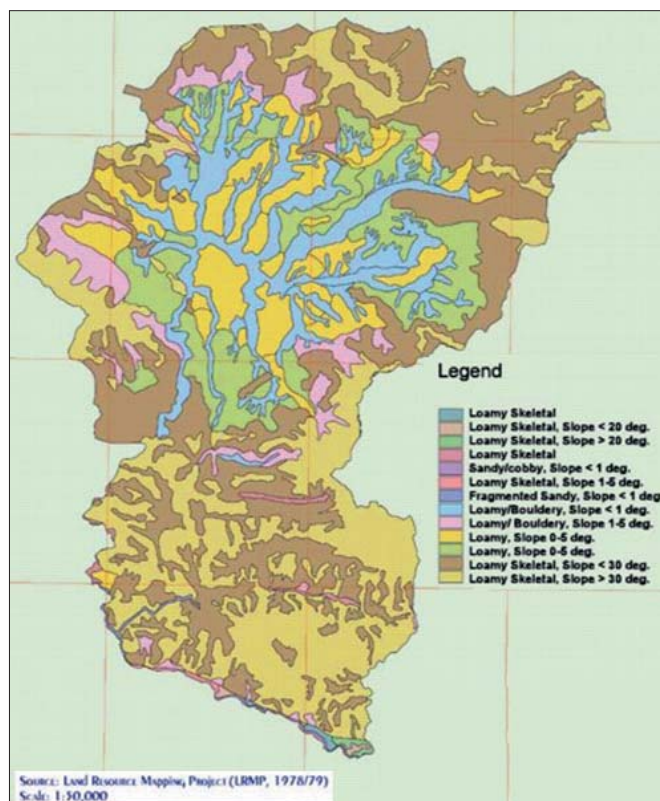 Legend
Loamy Skeletal
Loamy Skeletal, Slope < 20 deg.
Loamy Skeletal, Slope > 20 deg.
Loamy Skeletal
Sandy/cobby, Slope < 1 deg.
Loamy Skeletal, Slope 1-5 deg.
Fragmented Sandy, Slope < 1 deg
Loamy/Bouldery, Slope < 1 deg.
Loamy/ Bouldery, Slope 1-5 deg.
Loamy, Slope 0-5 deg.
Loamy, Slope 0-5 deg.
Loamy Skeletal, Slope < 30 deg.
Loamy Skeletal, Slope > 30 deg.
Source: Land Resource Mapping Project (LRMP, 1978/79)
Scale: 1:50,000